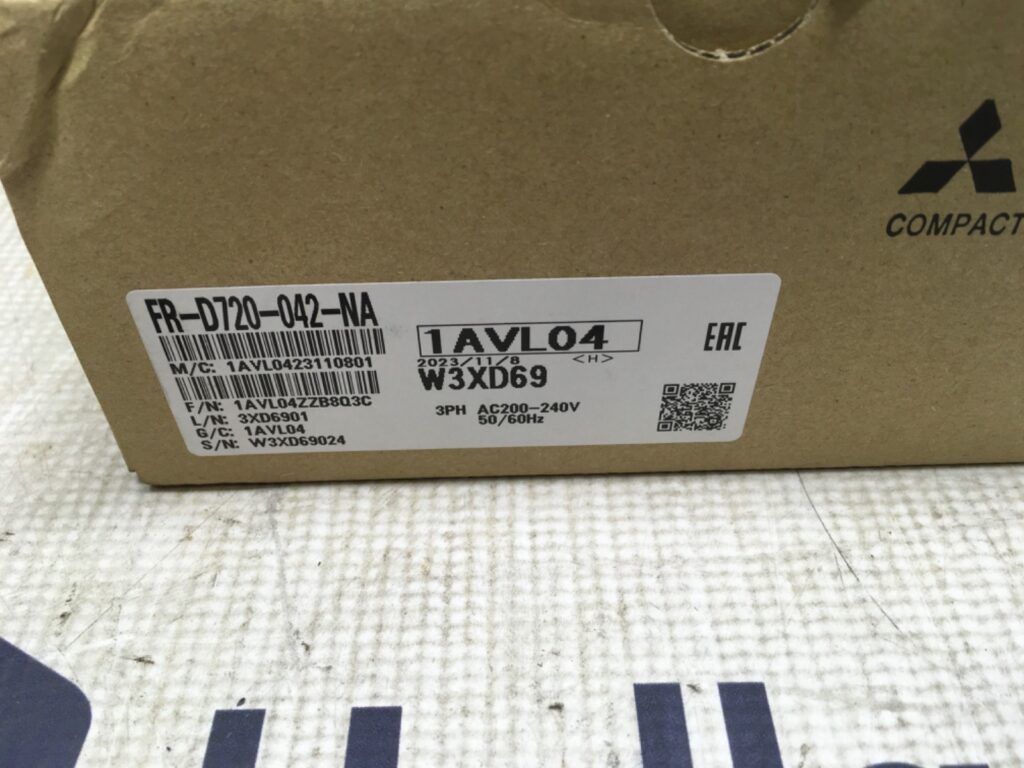 COMPACT
FR-D720-042-NA
M/C: 1AVL0423110801
F/N: 1AVL04ZZB8Q3C
L/N: 3XD6901
G/C: 1AVL04
S/N: W3XD69024
1AVL04
2023/11/8 <H>
W3XD69
3PH AC200-240V
50/60Hz
EAC